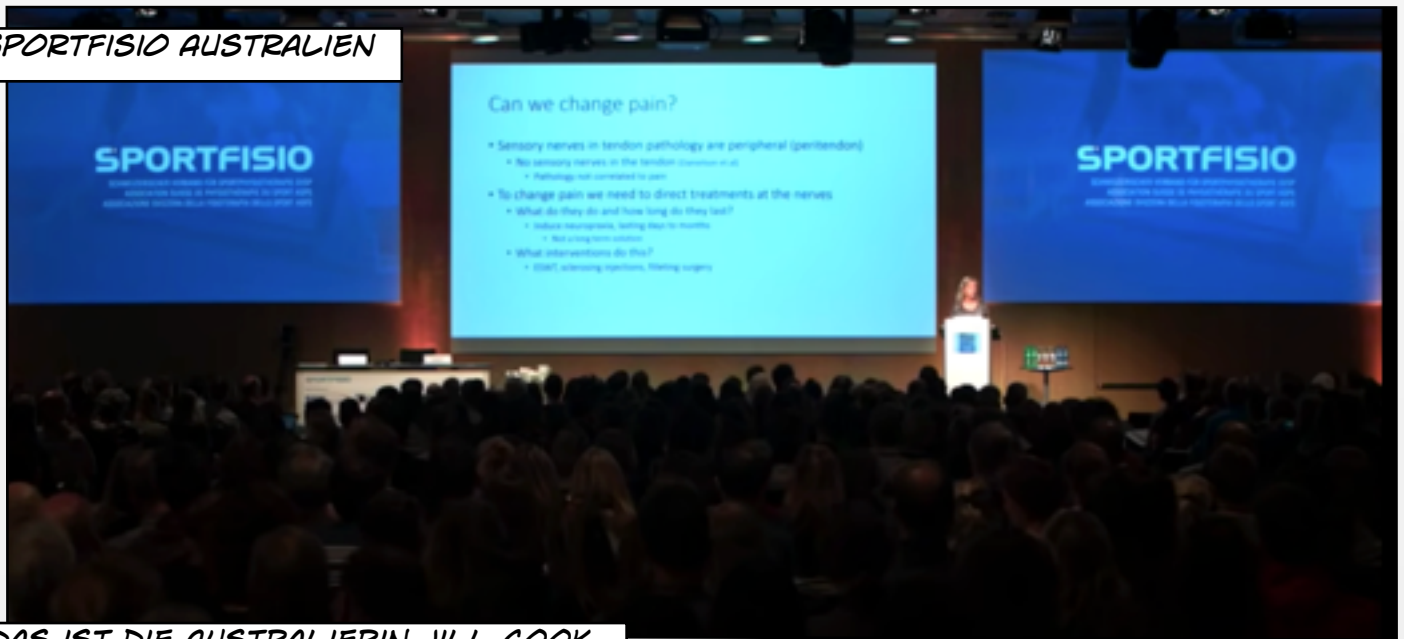 SPORTFISIO AUSTRALIEN
Can we change pain?
• Sensory nerves in tendon pathology are peripheral (peritendon)
• No sensory nerves in the tendon
• Pathology not correlated to pain
• To change pain we need to direct treatments at the nerves
• What do they do and how long do they last?
• Induce neuropraxia, lasting days to months
• Not a long term solution
• What interventions do this?
• ESWT, sclerosing injections, filleting surgery
SPORTFISIO
SPORTFISIO
DAS IST DIE AUSTRALIERIN JILL COOK